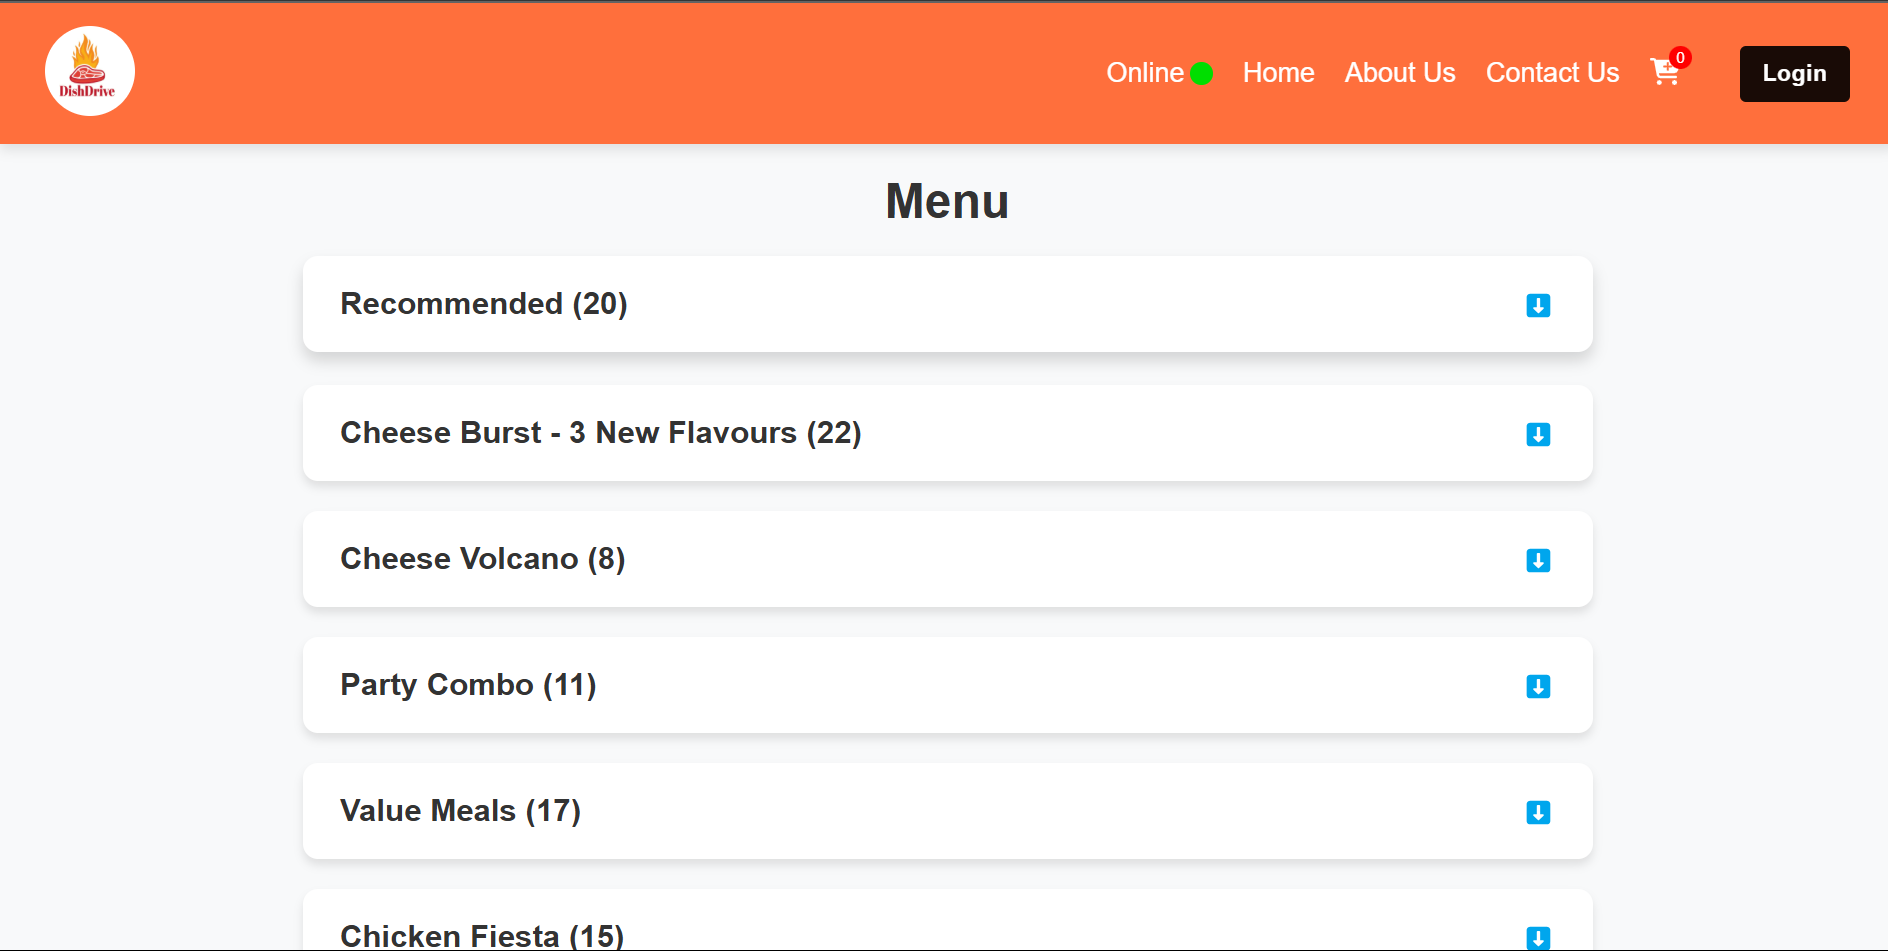 DishDrive
Online Home About Us Contact Us 0 Login
Menu
Recommended (20)
Cheese Burst - 3 New Flavours (22)
Cheese Volcano (8)
Party Combo (11)
Value Meals (17)
Chicken Fiesta (15)